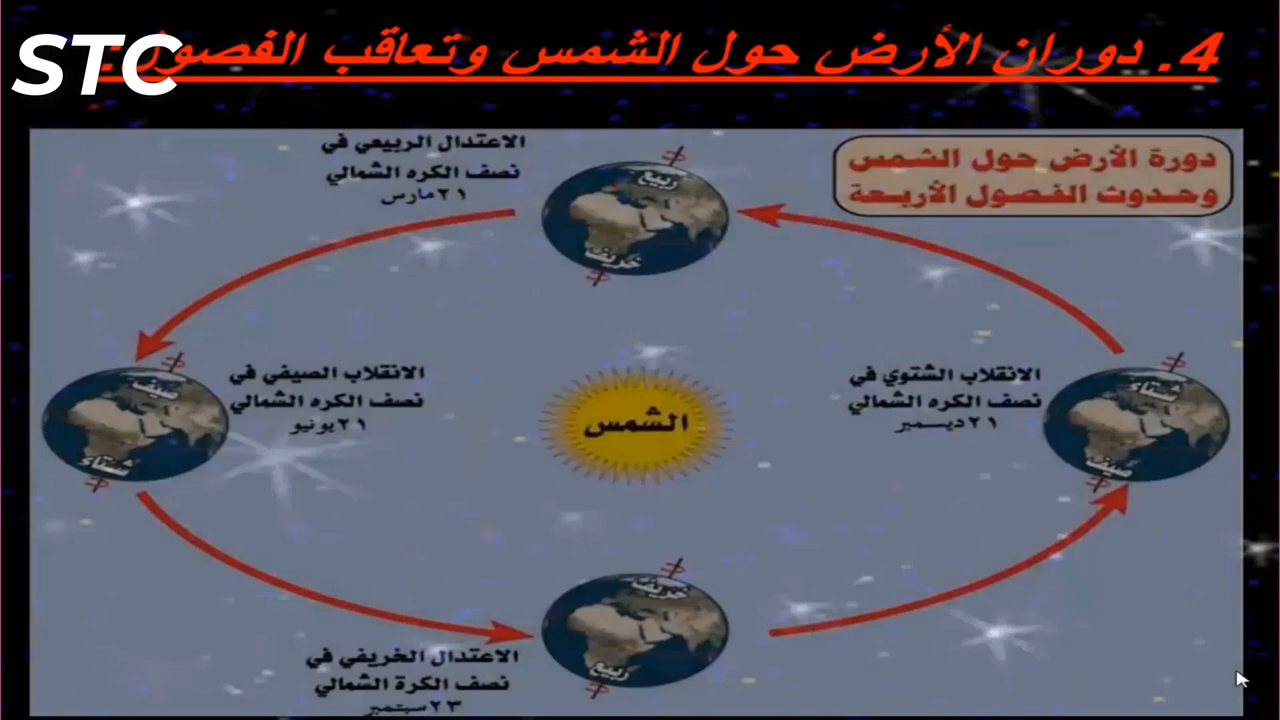 STC
4. دوران الأرض حول الشمس وتعاقب الفصول:
دورة الأرض حول الشمس
وحدوث الفصول الأربعة
الاعتدال الربيعي في
نصف الكره الشمالي
٢١ مارس
ربيع
خريف
الانقلاب الشتوي في
نصف الكره الشمالي
٢١ ديسمبر
شتاء
صيف
الشمس
الانقلاب الصيفي في
نصف الكره الشمالي
٢١ يونيو
صيف
شتاء
خريف
ربيع
الاعتدال الخريفي في
نصف الكرة الشمالي
٢٣ سبتمبر